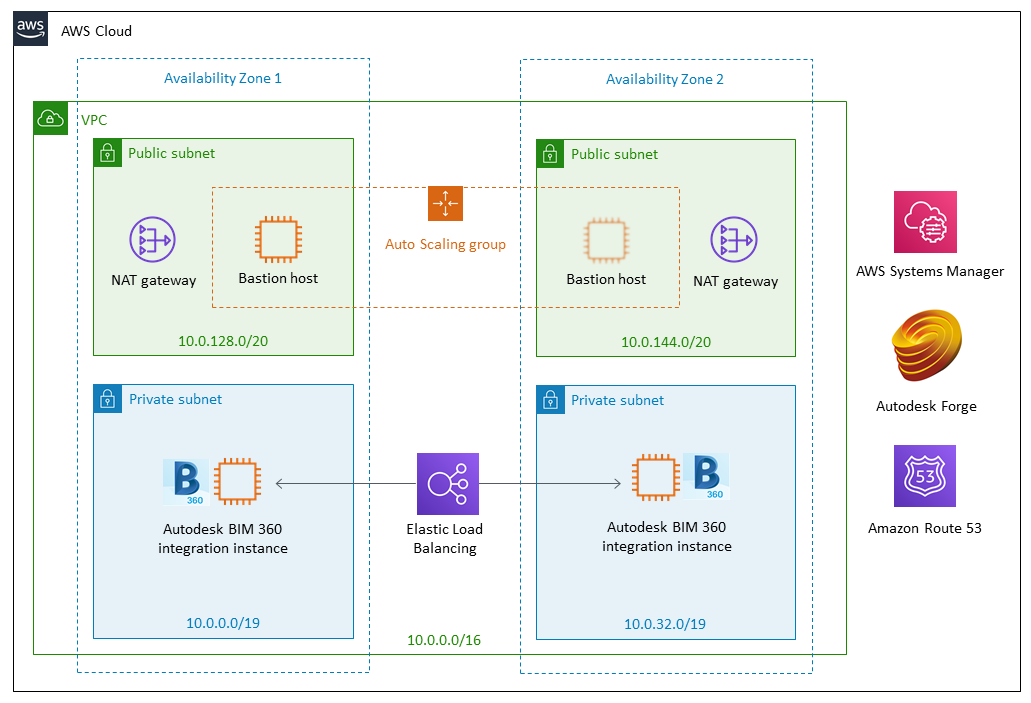 aws
AWS Cloud
Availability Zone 1
Availability Zone 2
VPC
Public subnet
Public subnet
NAT gateway
Bastion host
Auto Scaling group
Bastion host
NAT gateway
10.0.128.0/20
10.0.144.0/20
AWS Systems Manager
Autodesk Forge
Private subnet
Private subnet
B
360
B
360
Autodesk BIM 360
integration instance
Elastic Load
Balancing
Autodesk BIM 360
integration instance
53
Amazon Route 53
10.0.0.0/19
10.0.0.0/16
10.0.32.0/19